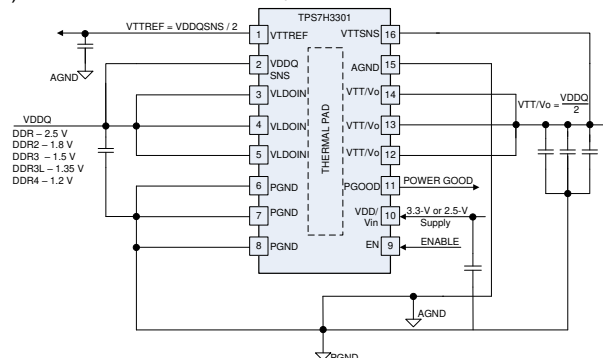 TPS7H3301
VTTREF = VDDQSNS / 2
1 VTTREF
VTTSNS 16
AGND
2 VDDQ
SNS
AGND 15
3 VLDOIN
VTT/Vo 14
VTT/Vo = VDDQ
2
VDDQ
DDR – 2.5 V
DDR2 – 1.8 V
DDR3 – 1.5 V
DDR3L – 1.35 V
DDR4 – 1.2 V
4 VLDOIN
VTT/Vo 13
5 VLDOIN
VTT/Vo 12
THERMAL PAD
6 PGND
PGOOD 11
POWER GOOD
7 PGND
VDD/
Vin 10
3.3-V or 2.5-V
Supply
8 PGND
EN 9
ENABLE
AGND
PGND